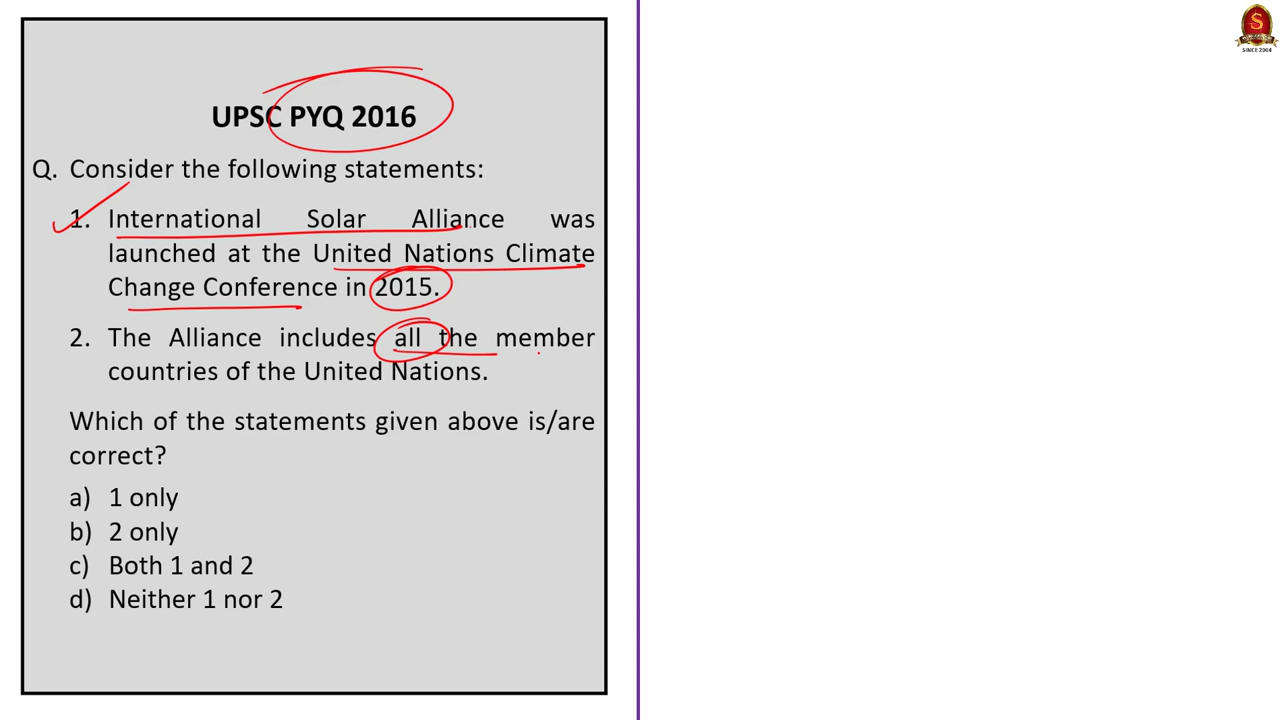 UPSC PYQ 2016
Q. Consider the following statements:
1. International Solar Alliance was
launched at the United Nations Climate
Change Conference in 2015.
2. The Alliance includes all the member
countries of the United Nations.
Which of the statements given above is/are
correct?
a) 1 only
b) 2 only
c) Both 1 and 2
d) Neither 1 nor 2
S
SINCE 2004